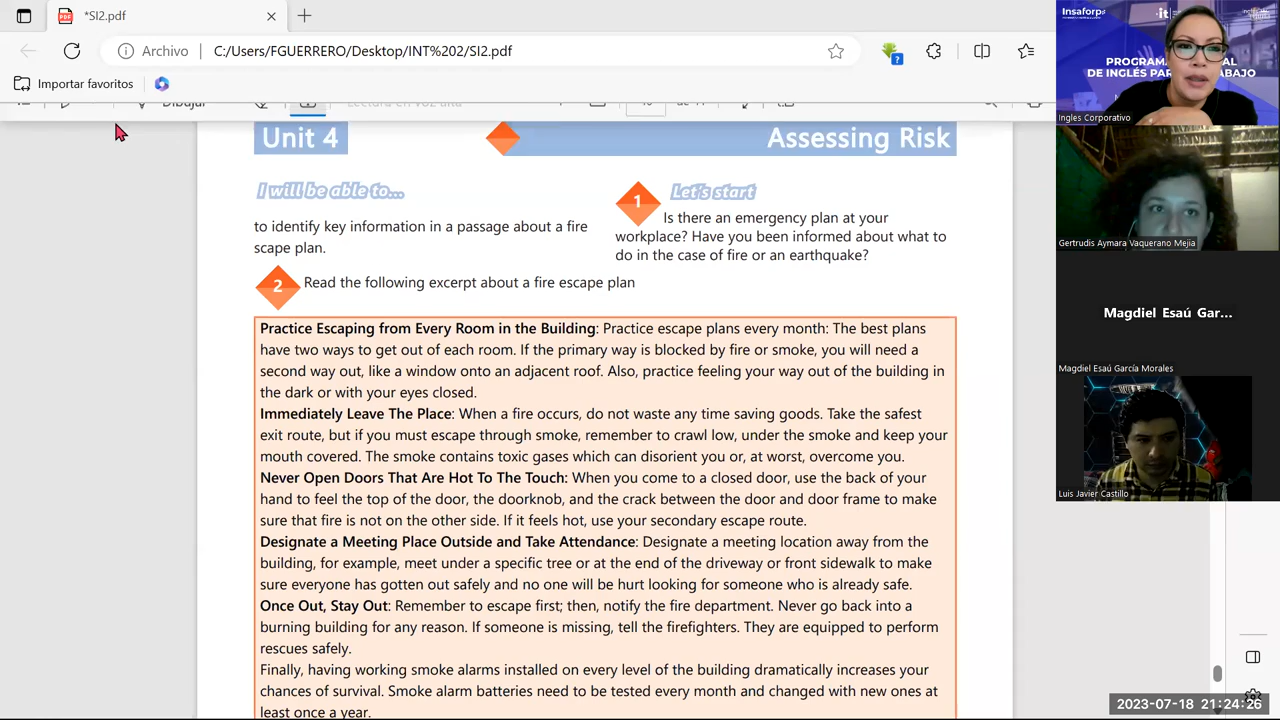 *SI2.pdf
Archivo
C:/Users/FGUERRERO/Desktop/INT%202/SI2.pdf
Importar favoritos
Unit 4
Assessing Risk
I will be able to...
to identify key information in a passage about a fire
scape plan.
1 Let's start
Is there an emergency plan at your
workplace? Have you been informed about what to
do in the case of fire or an earthquake?
2 Read the following excerpt about a fire escape plan
Practice Escaping from Every Room in the Building: Practice escape plans every month: The best plans
have two ways to get out of each room. If the primary way is blocked by fire or smoke, you will need a
second way out, like a window onto an adjacent roof. Also, practice feeling your way out of the building in
the dark or with your eyes closed.
Immediately Leave The Place: When a fire occurs, do not waste any time saving goods. Take the safest
exit route, but if you must escape through smoke, remember to crawl low, under the smoke and keep your
mouth covered. The smoke contains toxic gases which can disorient you or, at worst, overcome you.
Never Open Doors That Are Hot To The Touch: When you come to a closed door, use the back of your
hand to feel the top of the door, the doorknob, and the crack between the door and door frame to make
sure that fire is not on the other side. If it feels hot, use your secondary escape route.
Designate a Meeting Place Outside and Take Attendance: Designate a meeting location away from the
building, for example, meet under a specific tree or at the end of the driveway or front sidewalk to make
sure everyone has gotten out safely and no one will be hurt looking for someone who is already safe.
Once Out, Stay Out: Remember to escape first; then, notify the fire department. Never go back into a
burning building for any reason. If someone is missing, tell the firefighters. They are equipped to perform
rescues safely.
Finally, having working smoke alarms installed on every level of the building dramatically increases your
chances of survival. Smoke alarm batteries need to be tested every month and changed with new ones at
least once a year.
Insaforp
Ingles Corporativo
Gertrudis Aymara Vaquerano Mejia
Magdiel Esaú Gar...
Magdiel Esaú García Morales
Luis Javier Castillo
2023-07-18 21:24:26